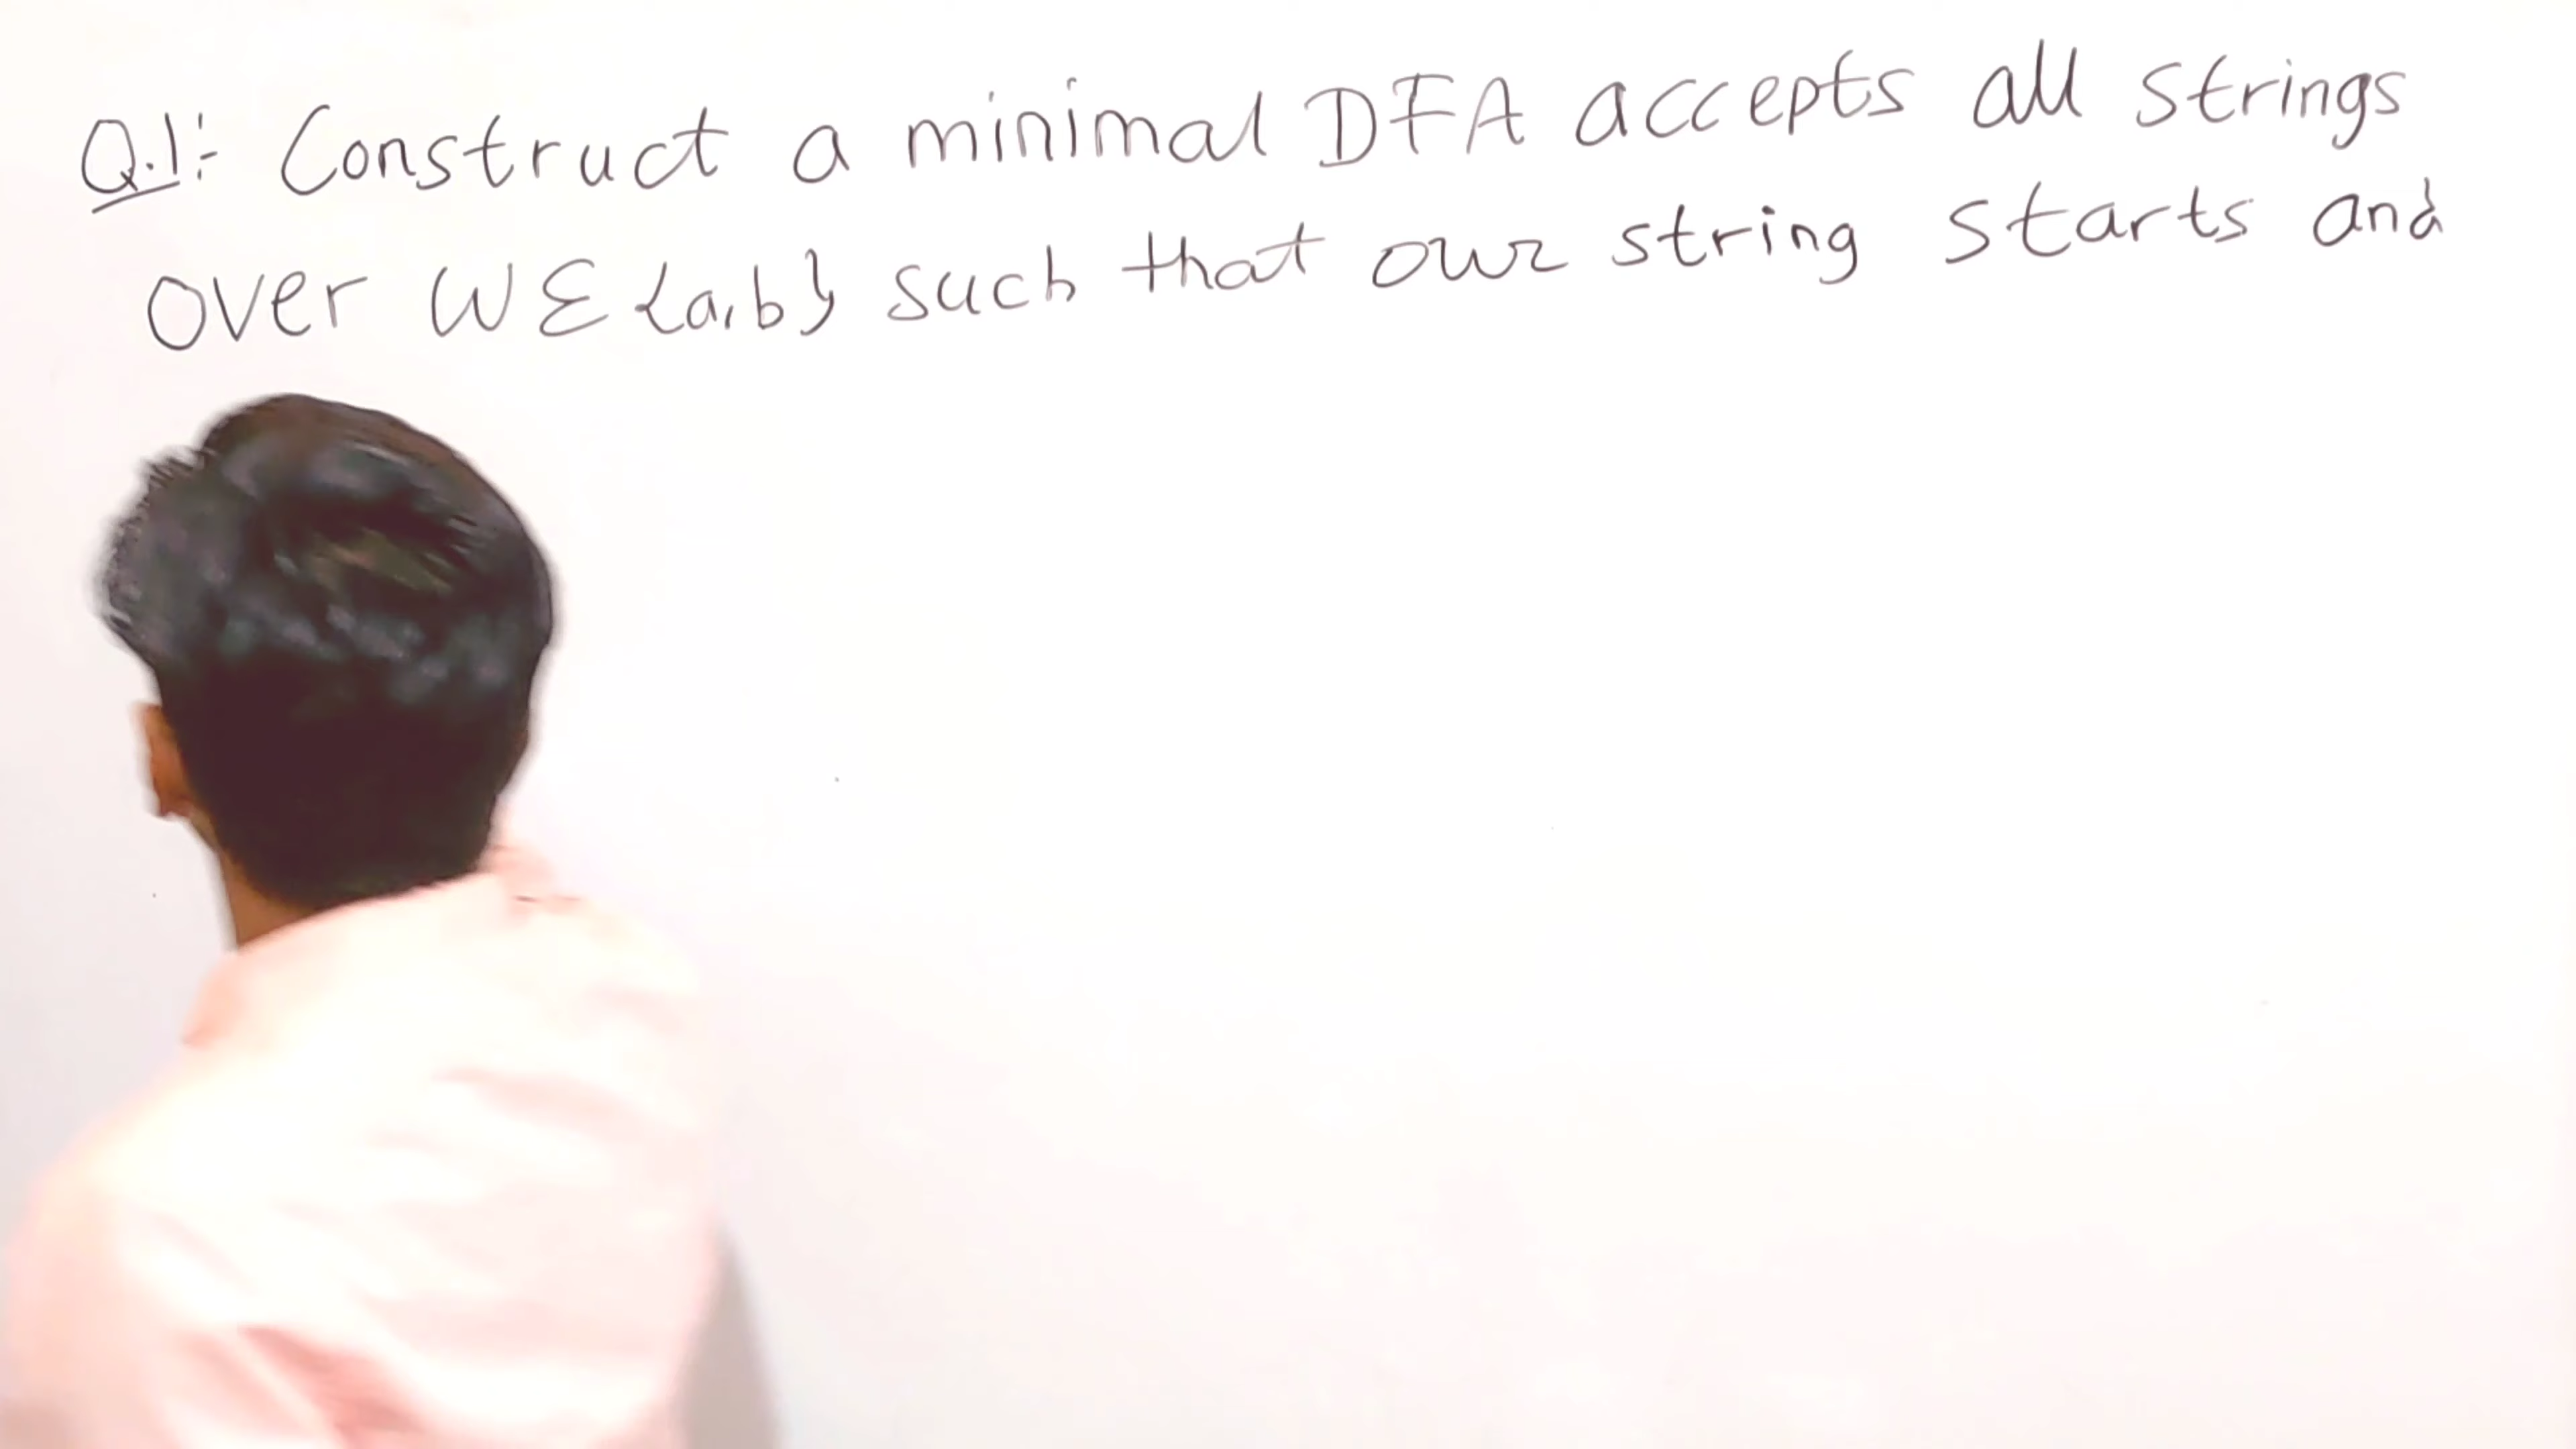 Q.1:- Construct a minimal DFA accepts all strings
over W Ɛ {a,b} such that our string starts and